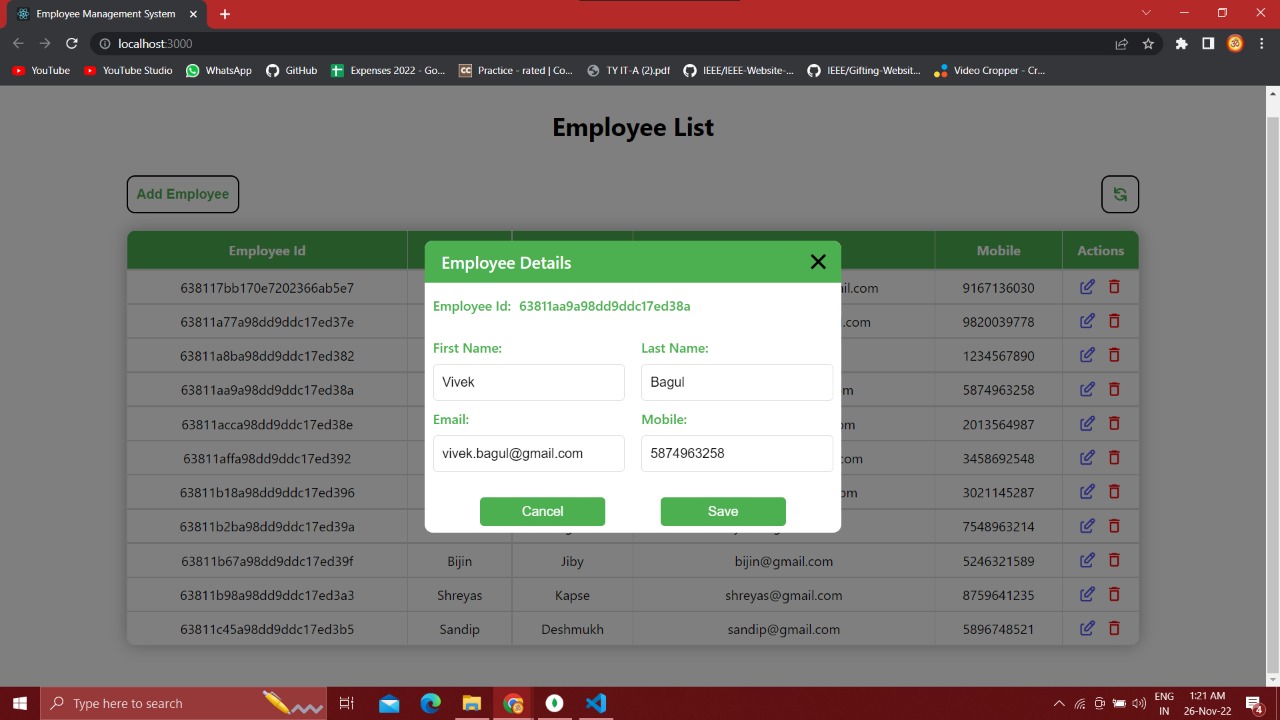 Employee Management System
localhost:3000
YouTube YouTube Studio WhatsApp GitHub Expenses 2022 - Go... Practice - rated | Co... TY IT-A (2).pdf IEEE/IEEE-Website-... IEEE/Gifting-Websit... Video Cropper - Cr...
Employee List
Add Employee
Employee Id Mobile Actions
638117bb170e7202366ab5e7 il.com 9167136030
63811a77a98dd9ddc17ed37e .com 9820039778
63811a8ba98dd9ddc17ed382 1234567890
63811aa9a98dd9ddc17ed38a m 5874963258
63811acca98dd9ddc17ed38e om 2013564987
63811affa98dd9ddc17ed392 com 3458692548
63811b18a98dd9ddc17ed396 om 3021145287
63811b2ba98dd9ddc17ed39a 7548963214
63811b67a98dd9ddc17ed39f Bijin Jiby bijin@gmail.com 5246321589
63811b98a98dd9ddc17ed3a3 Shreyas Kapse shreyas@gmail.com 8759641235
63811c45a98dd9ddc17ed3b5 Sandip Deshmukh sandip@gmail.com 5896748521
Employee Details
Employee Id: 63811aa9a98dd9ddc17ed38a
First Name: Last Name:
Vivek Bagul
Email: Mobile:
vivek.bagul@gmail.com 5874963258
Cancel Save
Type here to search
ENG
IN
1:21 AM
26-Nov-22
4